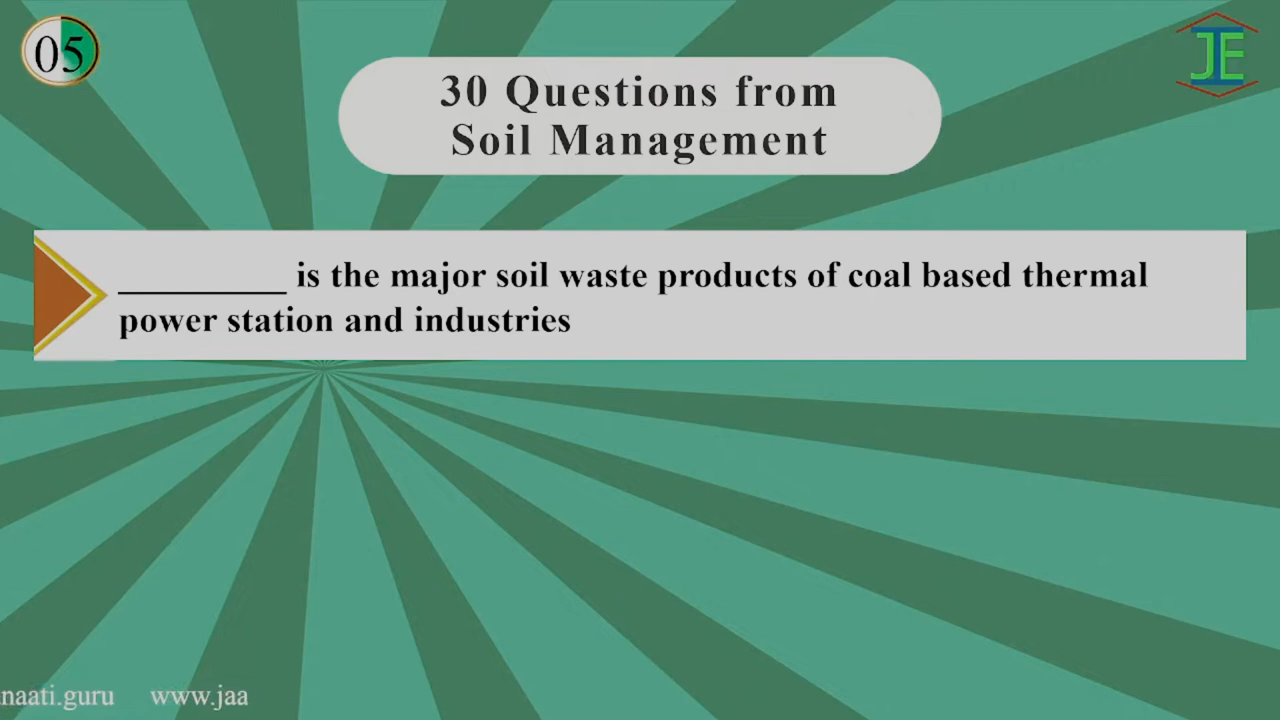 05
JE
30 Questions from
Soil Management
__________ is the major soil waste products of coal based thermal
power station and industries
naati.guru www.jaa